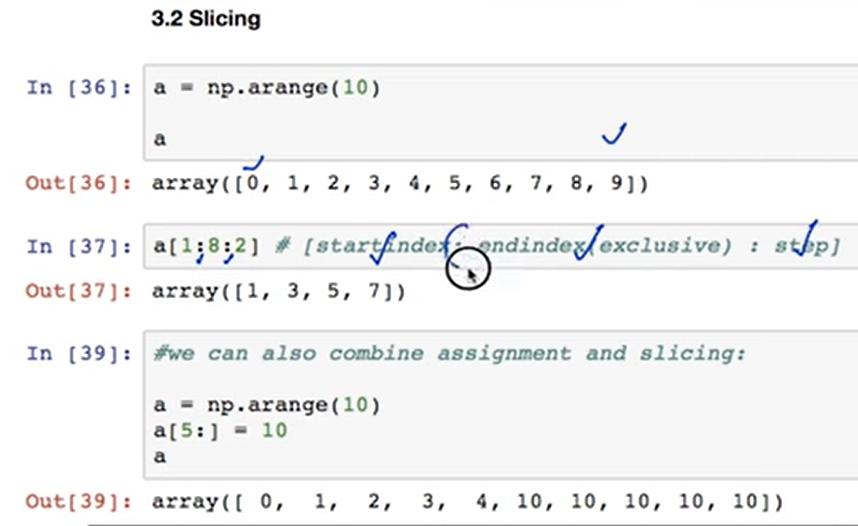 3.2 Slicing
In [36]: a = np.arange(10)
a
Out[36]: array([0, 1, 2, 3, 4, 5, 6, 7, 8, 9])
In [37]: a[1:8:2] # [startindex: endindex(exclusive) : step]
Out[37]: array([1, 3, 5, 7])
In [39]: #we can also combine assignment and slicing:
a = np.arange(10)
a[5:] = 10
a
Out[39]: array([ 0, 1, 2, 3, 4, 10, 10, 10, 10, 10])